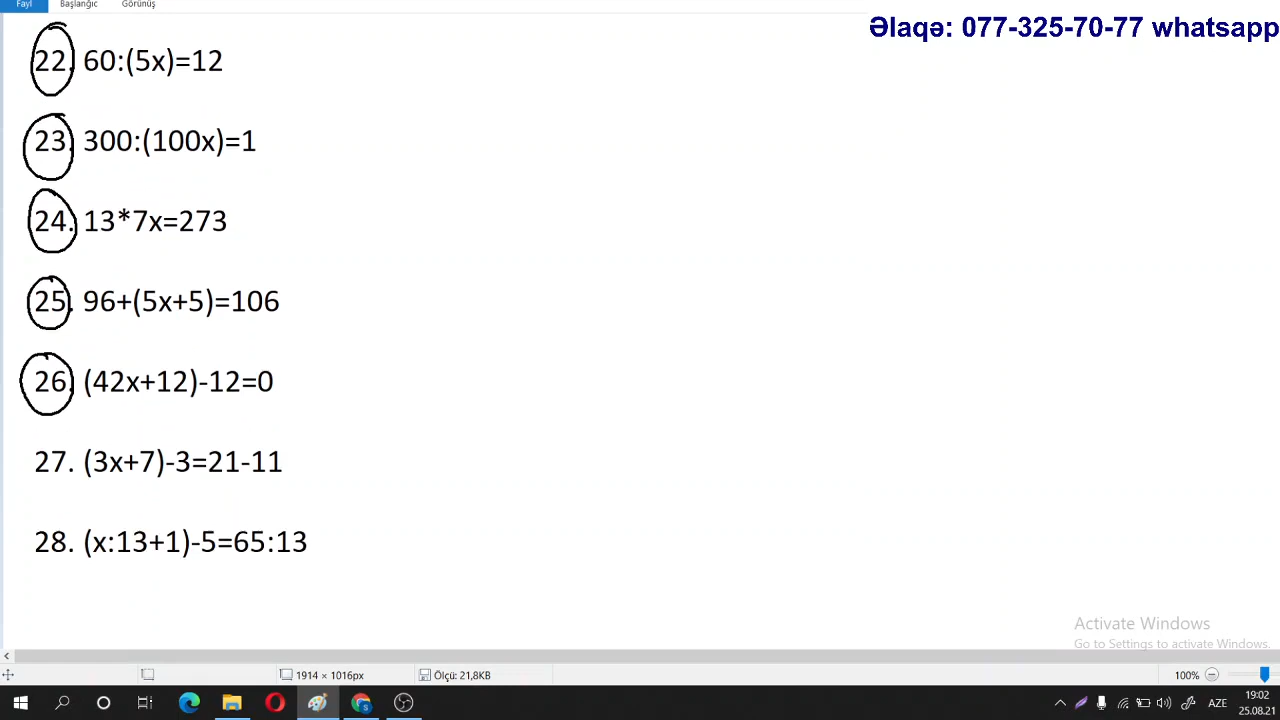 Fayl Başlanğıc Görünüş
Əlaqə: 077-325-70-77 whatsapp
22. 60:(5x)=12
23. 300:(100x)=1
24. 13*7x=273
25. 96+(5x+5)=106
26. (42x+12)-12=0
27. (3x+7)-3=21-11
28. (x:13+1)-5=65:13
Activate Windows
Go to Settings to activate Windows.
1914 × 1016px Ölçü: 21,8KB 100%
AZE 19:02
25.08.21